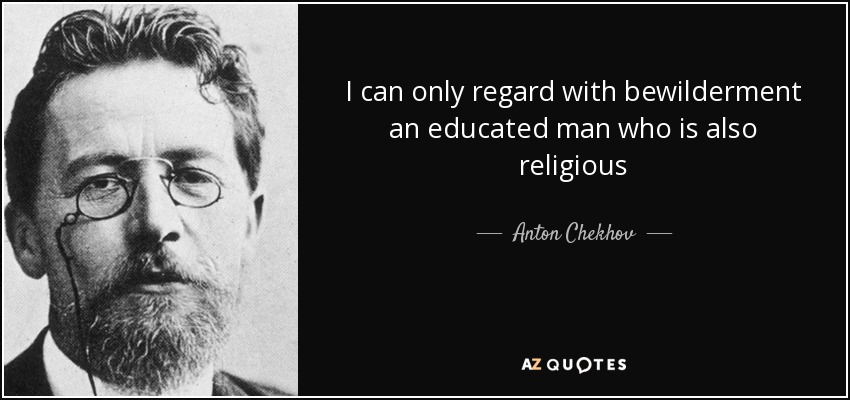 I can only regard with bewilderment
an educated man who is also
religious
Anton Chekhov
AZ QUOTES